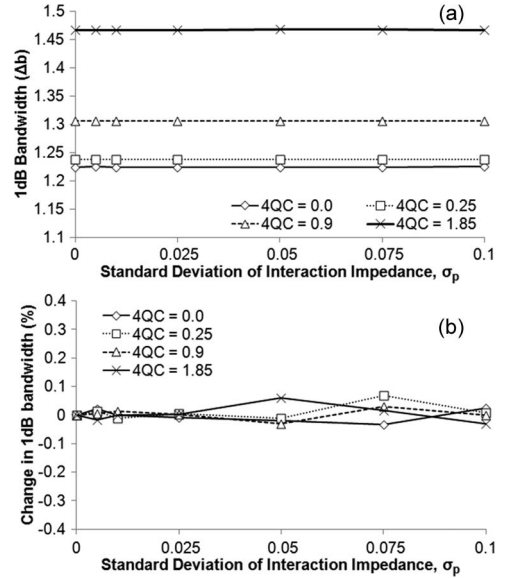 (a)
1dB Bandwidth (Δb)
1.5
1.45
1.4
1.35
1.3
1.25
1.2
1.15
1.1
4QC = 0.0
4QC = 0.25
4QC = 0.9
4QC = 1.85
0
0.025
0.05
0.075
0.1
Standard Deviation of Interaction Impedance, σp
(b)
Change in 1dB bandwidth (%)
0.4
0.3
0.2
0.1
0
-0.1
-0.2
-0.3
-0.4
4QC = 0.0
4QC = 0.25
4QC = 0.9
4QC = 1.85
0
0.025
0.05
0.075
0.1
Standard Deviation of Interaction Impedance, σp